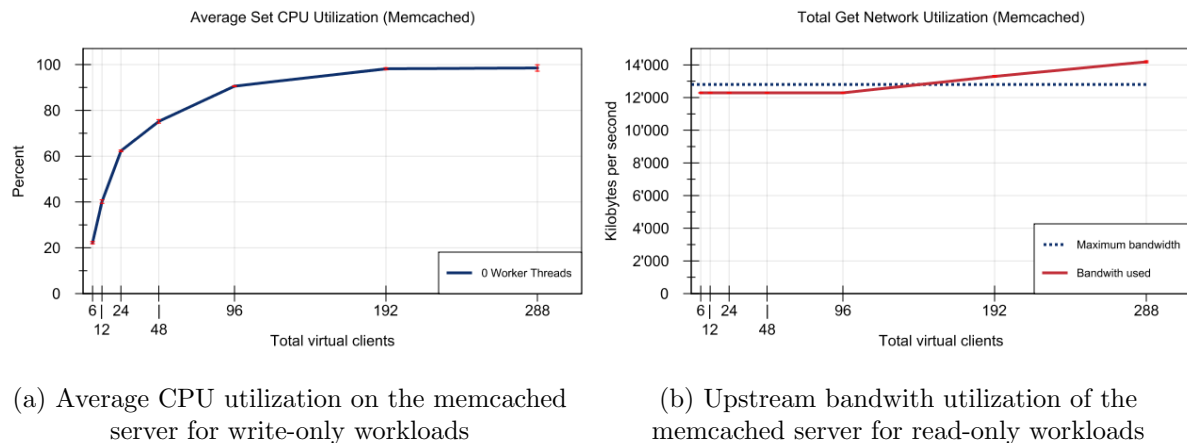 Average Set CPU Utilization (Memcached)
100
80
60
40
20
0
Percent
0 Worker Threads
6 | 24 | 96 192 288
12 48
Total virtual clients
Total Get Network Utilization (Memcached)
14'000
12'000
10'000
8'000
6'000
4'000
2'000
0
Kilobytes per second
Maximum bandwidth
Bandwith used
6 | 24 | 96 192 288
12 48
Total virtual clients
(a) Average CPU utilization on the memcached
server for write-only workloads
(b) Upstream bandwith utilization of the
memcached server for read-only workloads